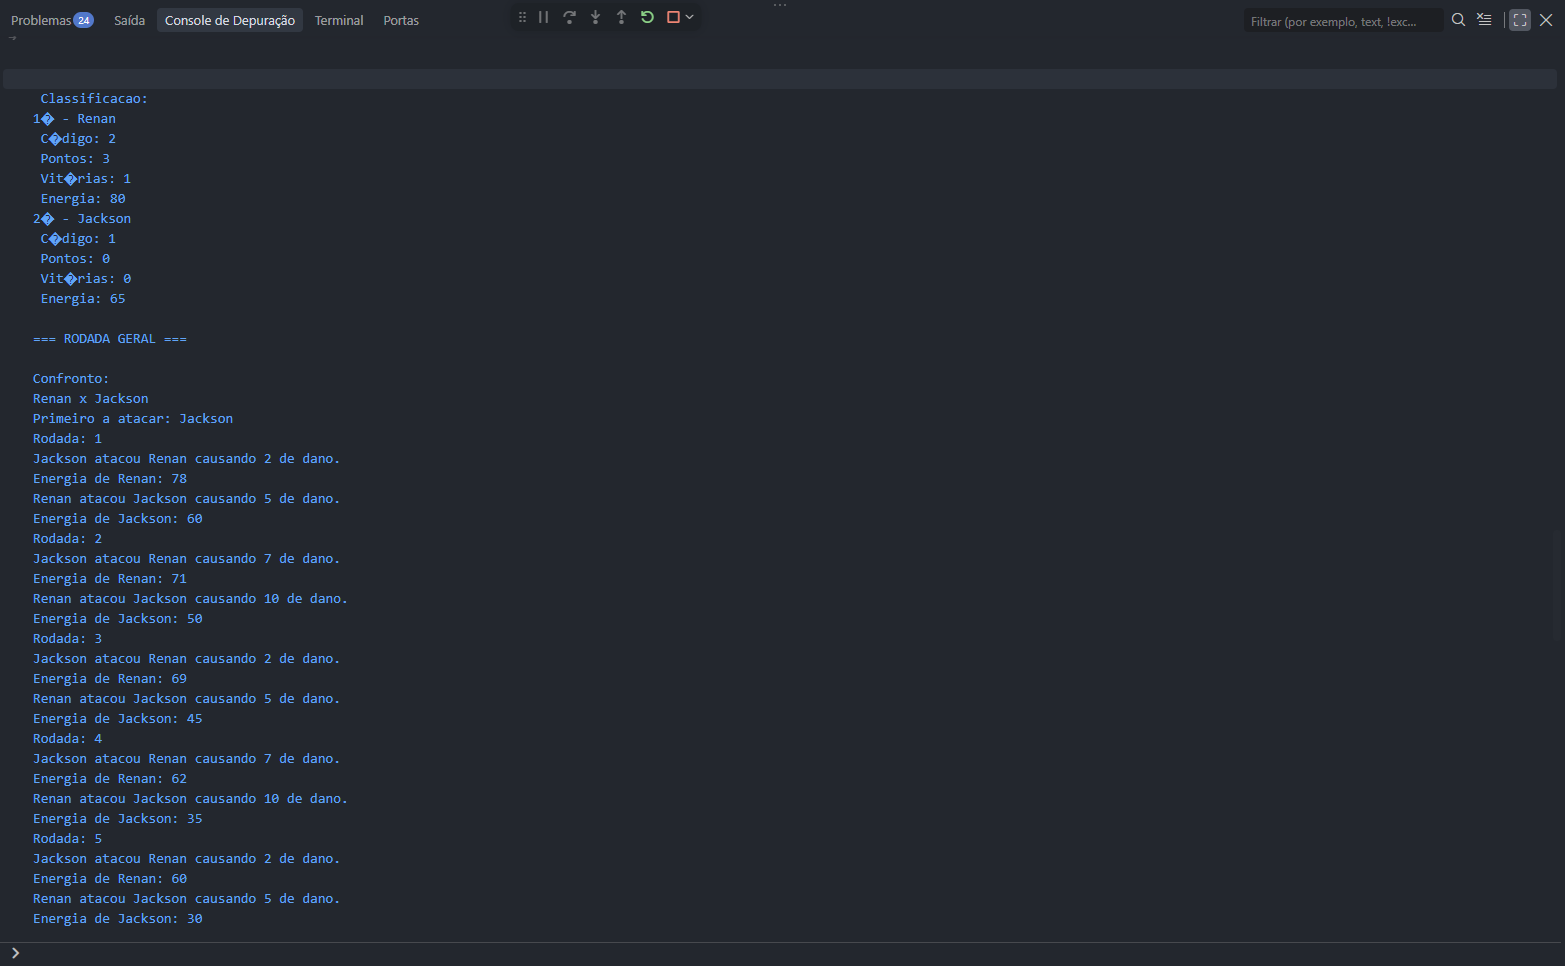 Problemas 24 Saída Console de Depuração Terminal Portas Filtrar (por exemplo, text, !exc...
Classificacao:
1� - Renan
C�digo: 2
Pontos: 3
Vit�rias: 1
Energia: 80
2� - Jackson
C�digo: 1
Pontos: 0
Vit�rias: 0
Energia: 65
=== RODADA GERAL ===
Confronto:
Renan x Jackson
Primeiro a atacar: Jackson
Rodada: 1
Jackson atacou Renan causando 2 de dano.
Energia de Renan: 78
Renan atacou Jackson causando 5 de dano.
Energia de Jackson: 60
Rodada: 2
Jackson atacou Renan causando 7 de dano.
Energia de Renan: 71
Renan atacou Jackson causando 10 de dano.
Energia de Jackson: 50
Rodada: 3
Jackson atacou Renan causando 2 de dano.
Energia de Renan: 69
Renan atacou Jackson causando 5 de dano.
Energia de Jackson: 45
Rodada: 4
Jackson atacou Renan causando 7 de dano.
Energia de Renan: 62
Renan atacou Jackson causando 10 de dano.
Energia de Jackson: 35
Rodada: 5
Jackson atacou Renan causando 2 de dano.
Energia de Renan: 60
Renan atacou Jackson causando 5 de dano.
Energia de Jackson: 30